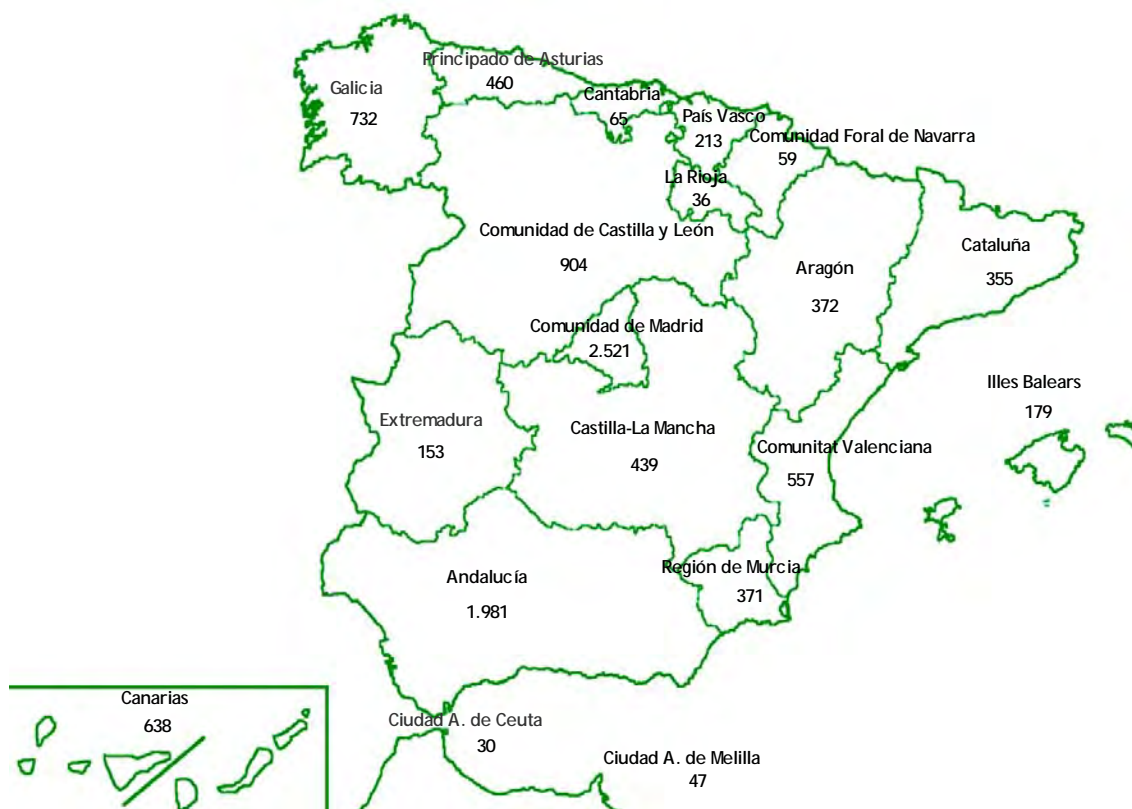 Principado de Asturias
460
Galicia
732
Cantabria
65
País Vasco
213
Comunidad Foral de Navarra
59
La Rioja
36
Comunidad de Castilla y León
904
Cataluña
355
Aragón
372
Comunidad de Madrid
2.521
Illes Balears
179
Extremadura
153
Castilla-La Mancha
439
Comunitat Valenciana
557
Región de Murcia
371
Andalucía
1.981
Canarias
638
Ciudad A. de Ceuta
30
Ciudad A. de Melilla
47